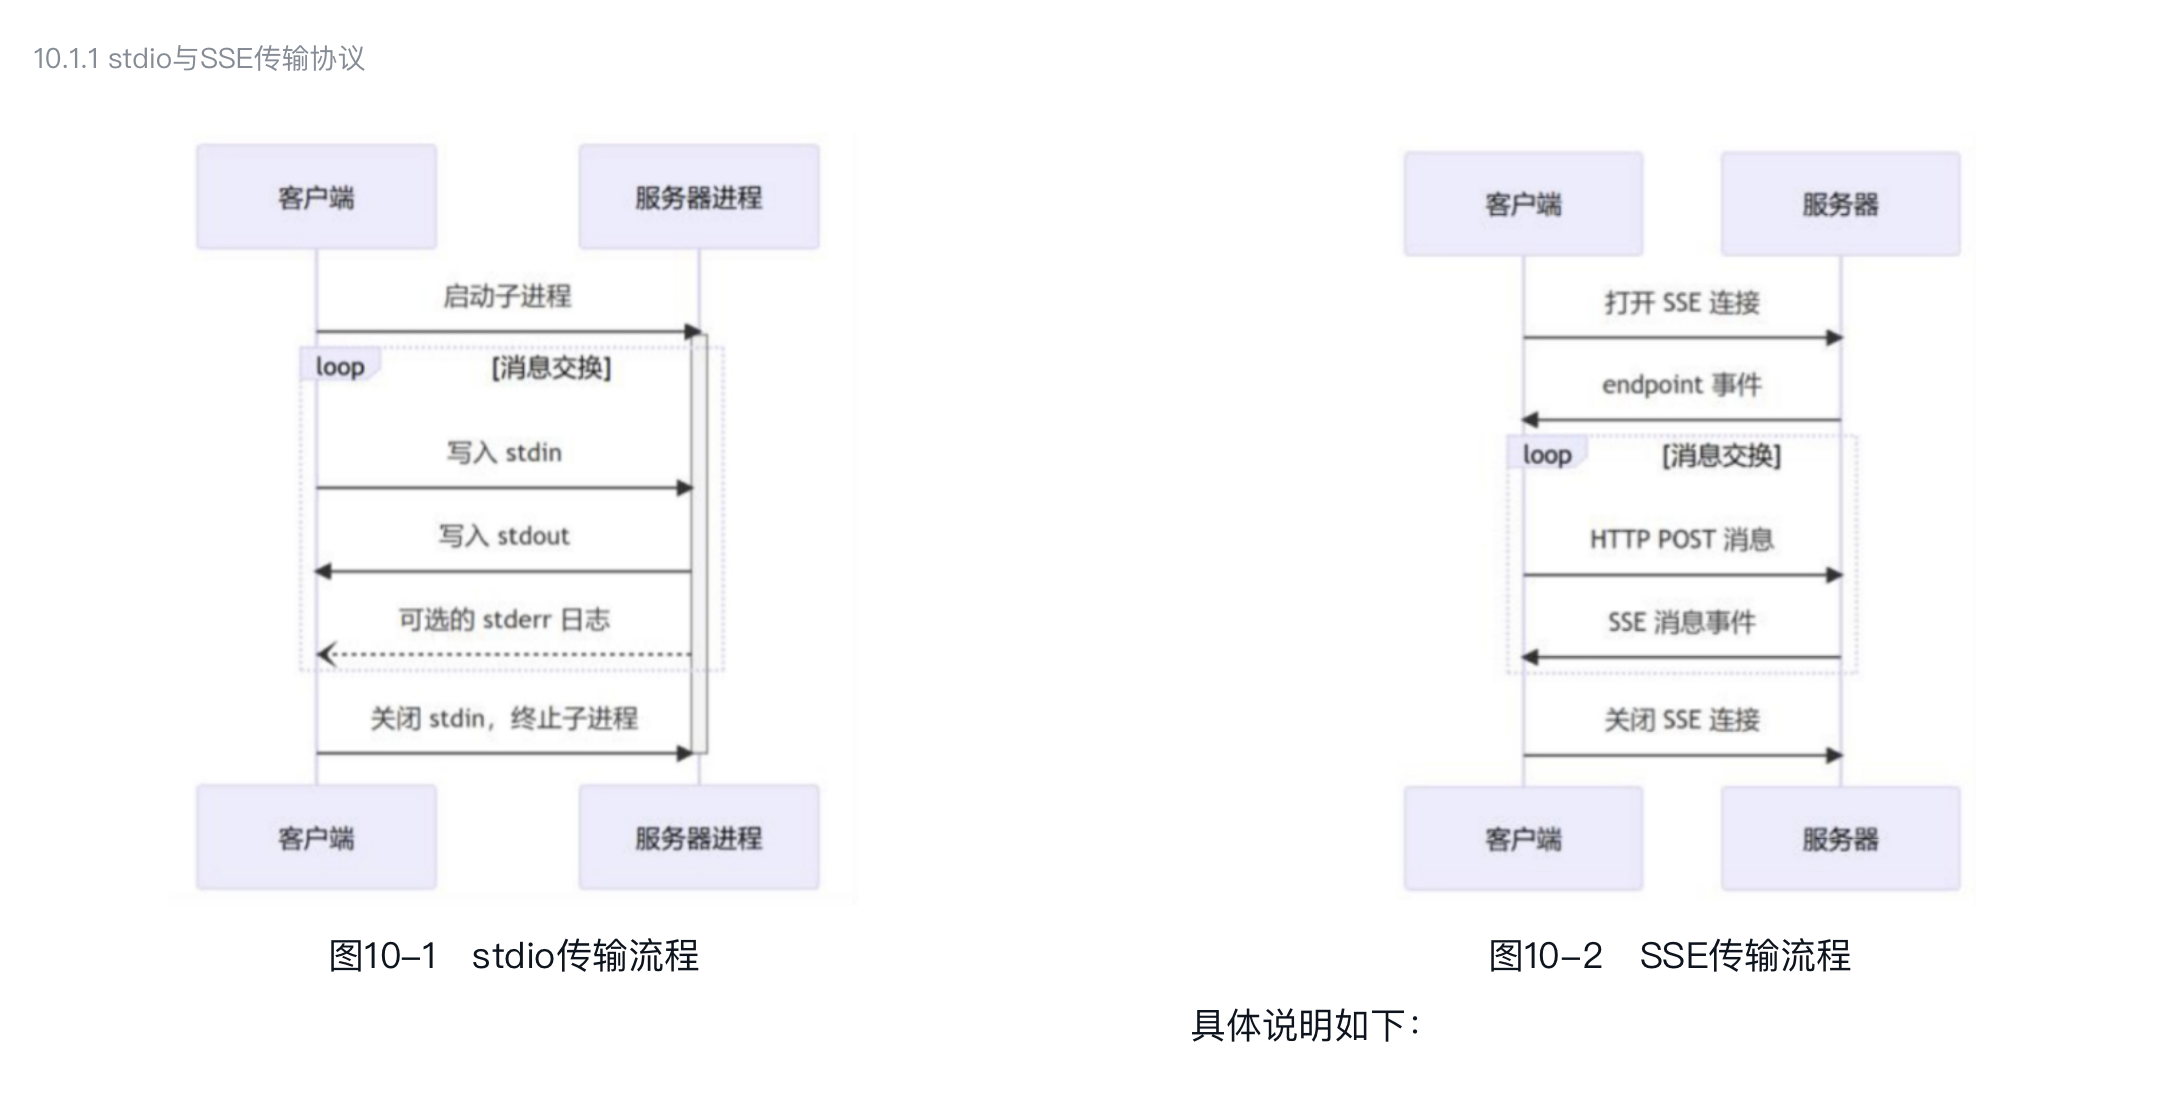 10.1.1 stdio与SSE传输协议
客户端
服务器进程
启动子进程
loop
[消息交换]
写入 stdin
写入 stdout
可选的 stderr 日志
关闭 stdin，终止子进程
客户端
服务器进程
图10-1 stdio传输流程
客户端
服务器
打开 SSE 连接
endpoint 事件
loop
[消息交换]
HTTP POST 消息
SSE 消息事件
关闭 SSE 连接
客户端
服务器
图10-2 SSE传输流程
具体说明如下：